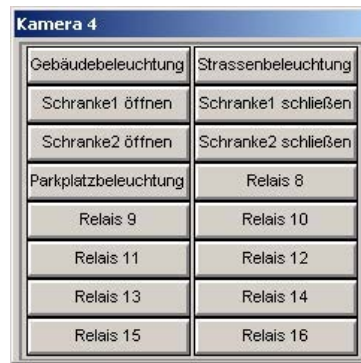 Kamera 4
Gebäudebeleuchtung Strassenbeleuchtung
Schranke1 öffnen Schranke1 schließen
Schranke2 öffnen Schranke2 schließen
Parkplatzbeleuchtung Relais 8
Relais 9 Relais 10
Relais 11 Relais 12
Relais 13 Relais 14
Relais 15 Relais 16